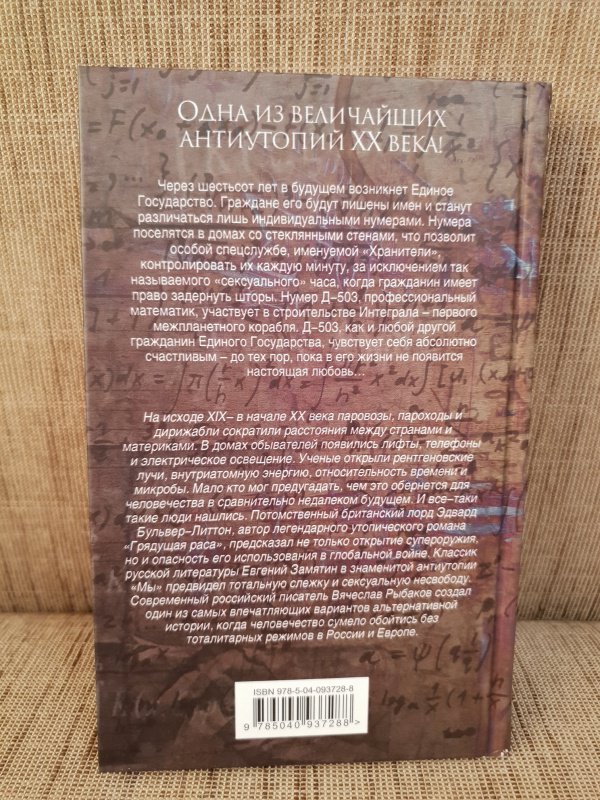 Одна из величайших
антиутопий XX века!
Через шестьсот лет в будущем возникнет Единое
Государство. Граждане его будут лишены имен и станут
различаться лишь индивидуальными нумерами. Нумера
поселятся в домах со стеклянными стенами, что позволит
особой спецслужбе, именуемой «Хранители»,
контролировать их каждую минуту, за исключением так
называемого «сексуального» часа, когда гражданин имеет
право задернуть шторы. Нумер Д–503, профессиональный
математик, участвует в строительстве Интеграла – первого
межпланетного корабля. Д–503, как и любой другой
гражданин Единого Государства, чувствует себя абсолютно
счастливым – до тех пор, пока в его жизни не появится
настоящая любовь...
На исходе XIX– в начале XX века паровозы, пароходы и
дирижабли сократили расстояния между странами и
материками. В домах обывателей появились лифты, телефоны
и электрическое освещение. Ученые открыли рентгеновские
лучи, внутриатомную энергию, относительность времени и
микробы. Мало кто мог предугадать, чем это обернется для
человечества в сравнительно недалеком будущем. И все–таки
такие люди нашлись. Потомственный британский лорд Эдвард
Бульвер–Литтон, автор легендарного утопического романа
«Грядущая раса», предсказал не только открытие супероружия,
но и опасность его использования в глобальной войне. Классик
русской литературы Евгений Замятин в знаменитой антиутопии
«Мы» предвидел тотальную слежку и сексуальную несвободу.
Современный российский писатель Вячеслав Рыбаков создал
один из самых впечатляющих вариантов альтернативной
истории, когда человечество сумело обойтись без
тоталитарных режимов в России и Европе.
ISBN 978-5-04-093728-8
9 785040 937288 >